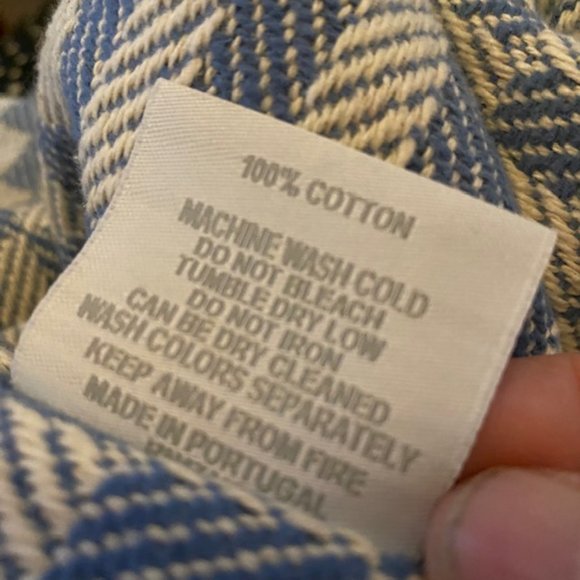 100% COTTON
MACHINE WASH COLD
DO NOT BLEACH
TUMBLE DRY LOW
DO NOT IRON
CAN BE DRY CLEANED
WASH COLORS SEPARATELY
KEEP AWAY FROM FIRE
MADE IN PORTUGAL